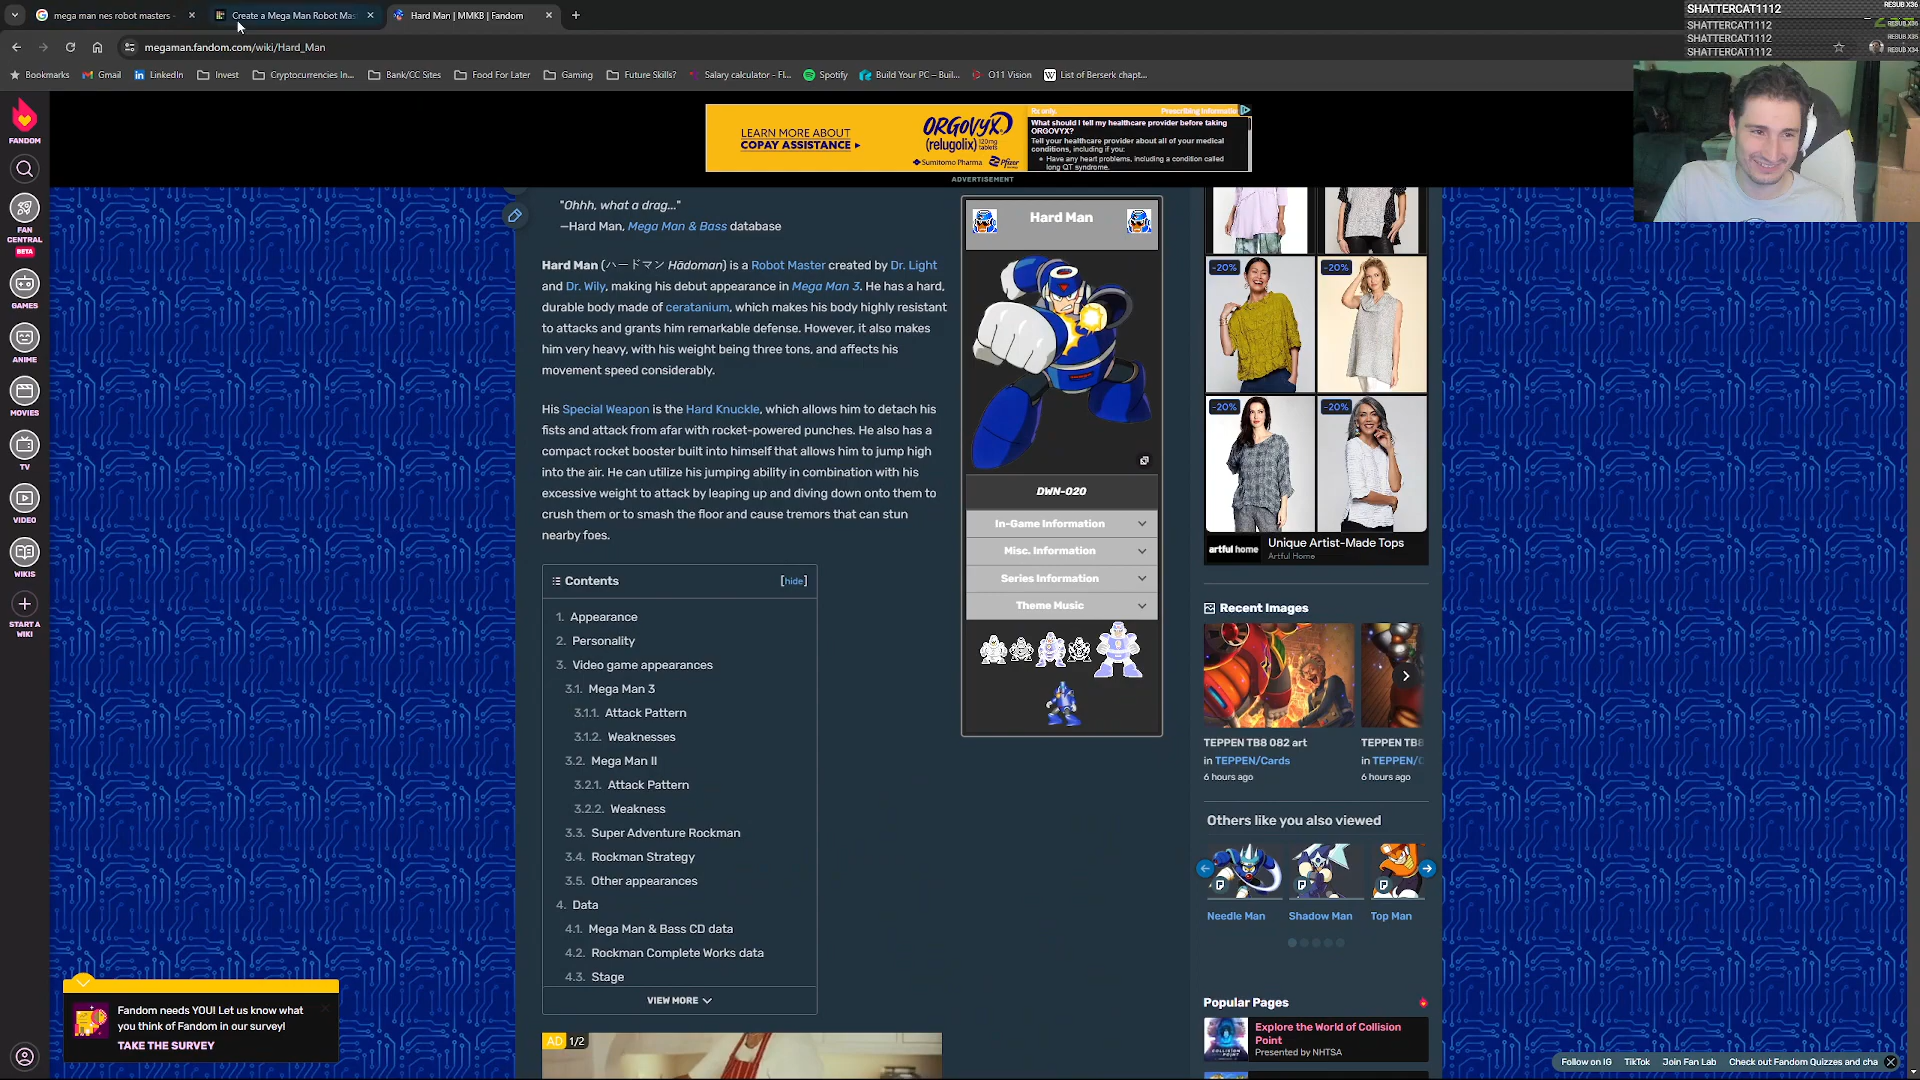 mega man nes robot masters -
Create a Mega Man Robot Mas
Hard Man | MMKB | Fandom
SHATTERCAT1112
RESUB X36
SHATTERCAT1112
SHATTERCAT1112
RESUB X35
SHATTERCAT1112
RESUB X34
megaman.fandom.com/wiki/Hard_Man
Bookmarks
Gmail
LinkedIn
Invest
Cryptocurrencies In...
Bank/CC Sites
Food For Later
Gaming
Future Skills?
Salary calculator - Fl...
Spotify
Build Your PC – Buil...
O11 Vision
List of Berserk chapt...
FANDOM
FAN
CENTRAL
BETA
GAMES
ANIME
MOVIES
TV
VIDEO
WIKIS
START A
WIKI
LEARN MORE ABOUT
COPAY ASSISTANCE
ORGOVYX
(relugolix) 120mg tablets
Sumitomo Pharma
Pfizer
Rx only.
Prescribing Information
What should I tell my healthcare provider before taking
ORGOVYX?
Tell your healthcare provider about all of your medical
conditions, including if you:
• Have any heart problems, including a condition called
long QT syndrome.
ADVERTISEMENT
"Ohhh, what a drag..."
—Hard Man, Mega Man & Bass database
Hard Man (ハードマン Hādoman) is a Robot Master created by Dr. Light
and Dr. Wily, making his debut appearance in Mega Man 3. He has a hard,
durable body made of ceratanium, which makes his body highly resistant
to attacks and grants him remarkable defense. However, it also makes
him very heavy, with his weight being three tons, and affects his
movement speed considerably.
His Special Weapon is the Hard Knuckle, which allows him to detach his
fists and attack from afar with rocket-powered punches. He also has a
compact rocket booster built into himself that allows him to jump high
into the air. He can utilize his jumping ability in combination with his
excessive weight to attack by leaping up and diving down onto them to
crush them or to smash the floor and cause tremors that can stun
nearby foes.
Contents
[hide]
1. Appearance
2. Personality
3. Video game appearances
3.1. Mega Man 3
3.1.1. Attack Pattern
3.1.2. Weaknesses
3.2. Mega Man II
3.2.1. Attack Pattern
3.2.2. Weakness
3.3. Super Adventure Rockman
3.4. Rockman Strategy
3.5. Other appearances
4. Data
4.1. Mega Man & Bass CD data
4.2. Rockman Complete Works data
4.3. Stage
VIEW MORE
AD 1/2
Hard Man
DWN-020
In-Game Information
Misc. Information
Series Information
Theme Music
-20%
-20%
-20%
-20%
artful home
Unique Artist-Made Tops
Artful Home
Recent Images
TEPPEN TB8 082 art
in TEPPEN/Cards
6 hours ago
TEPPEN TB8
in TEPPEN/C
6 hours ago
Others like you also viewed
Needle Man
Shadow Man
Top Man
Popular Pages
Explore the World of Collision
Point
Presented by NHTSA
Fandom needs YOU! Let us know what
you think of Fandom in our survey!
TAKE THE SURVEY
Follow on IG
TikTok
Join Fan Lab
Check out Fandom Quizzes and cha